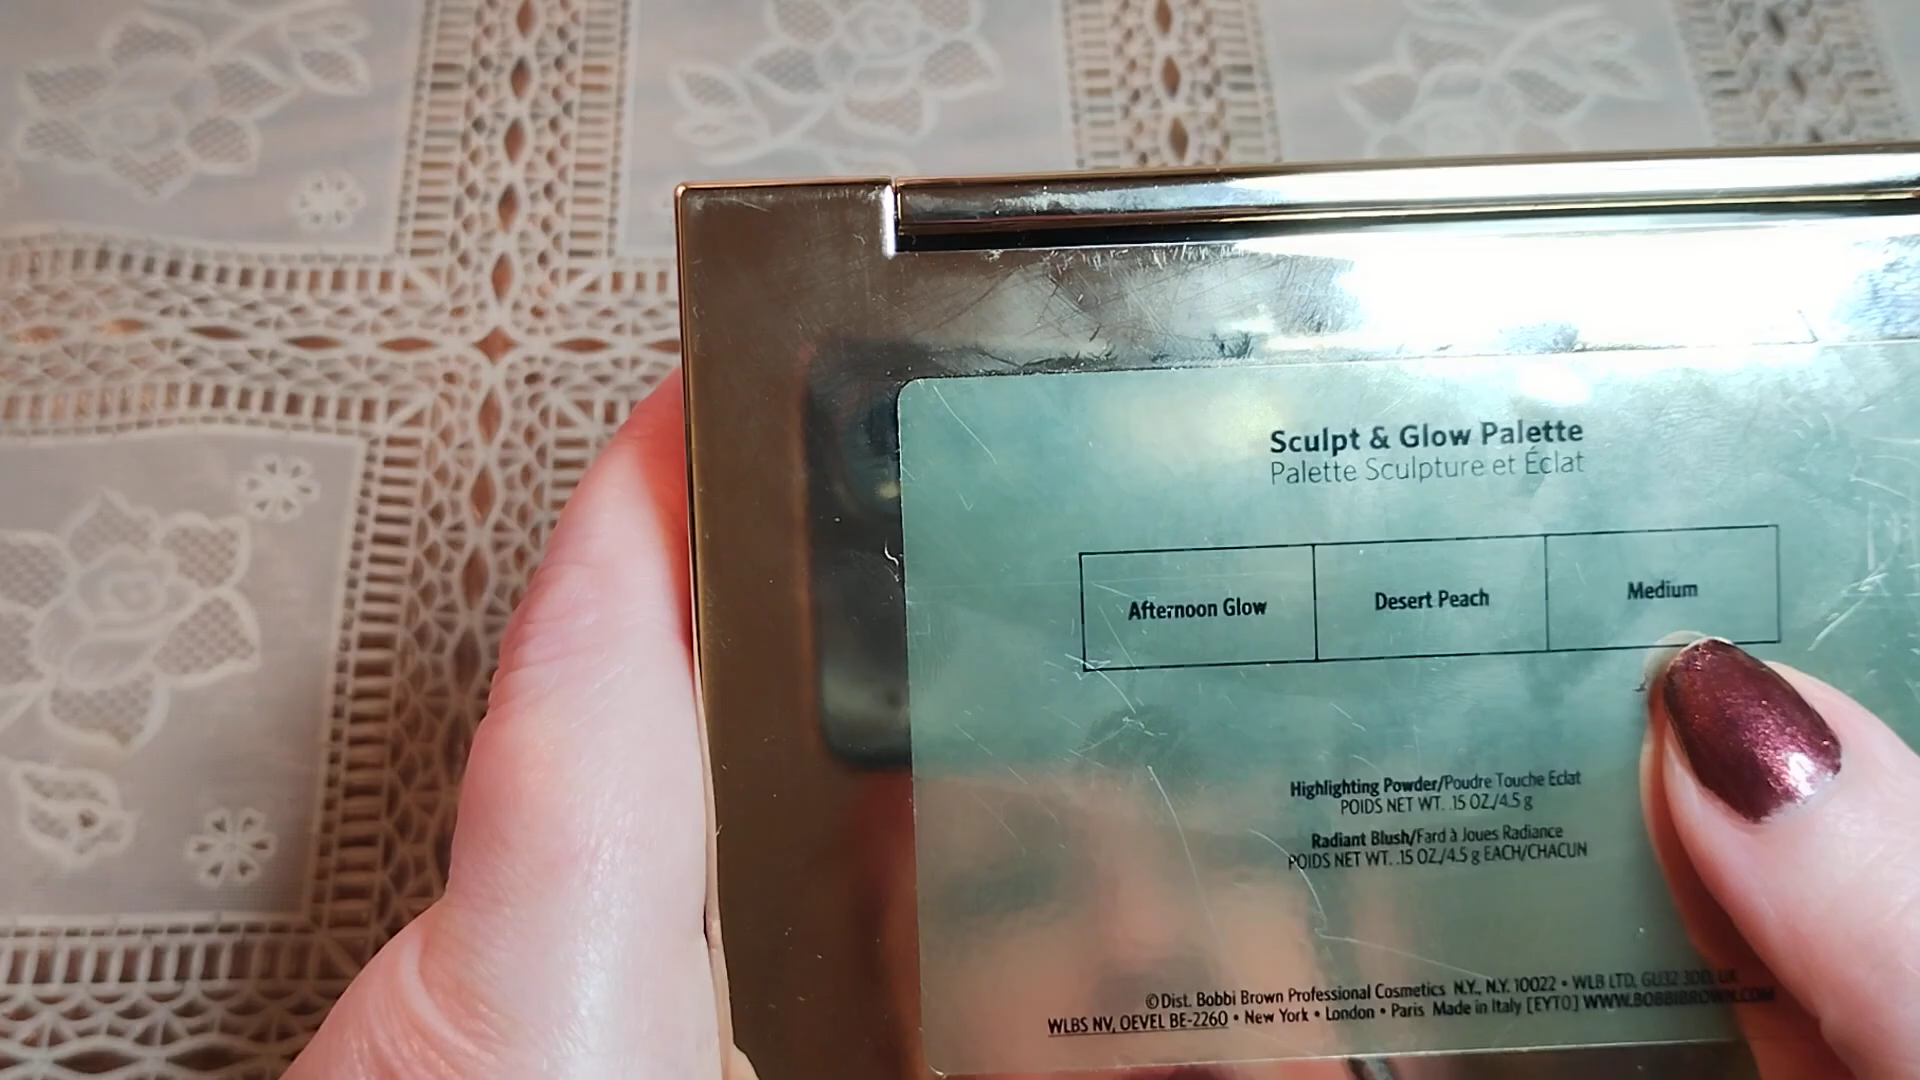 Sculpt & Glow Palette
Palette Sculpture et Éclat
Afternoon Glow Desert Peach Medium
Highlighting Powder/Poudre Touche Eclat
POIDS NET WT. .15 OZ./4.5 g
Radiant Blush/Fard à Joues Radiance
POIDS NET WT. .15 OZ./4.5 g EACH/CHACUN
©Dist. Bobbi Brown Professional Cosmetics N.Y., N.Y. 10022 • WLB LTD, GU32 3DD, UK
WLBS NV, OEVEL BE-2260 • New York • London • Paris Made in Italy [EYT0] WWW.BOBBIBROWN.COM